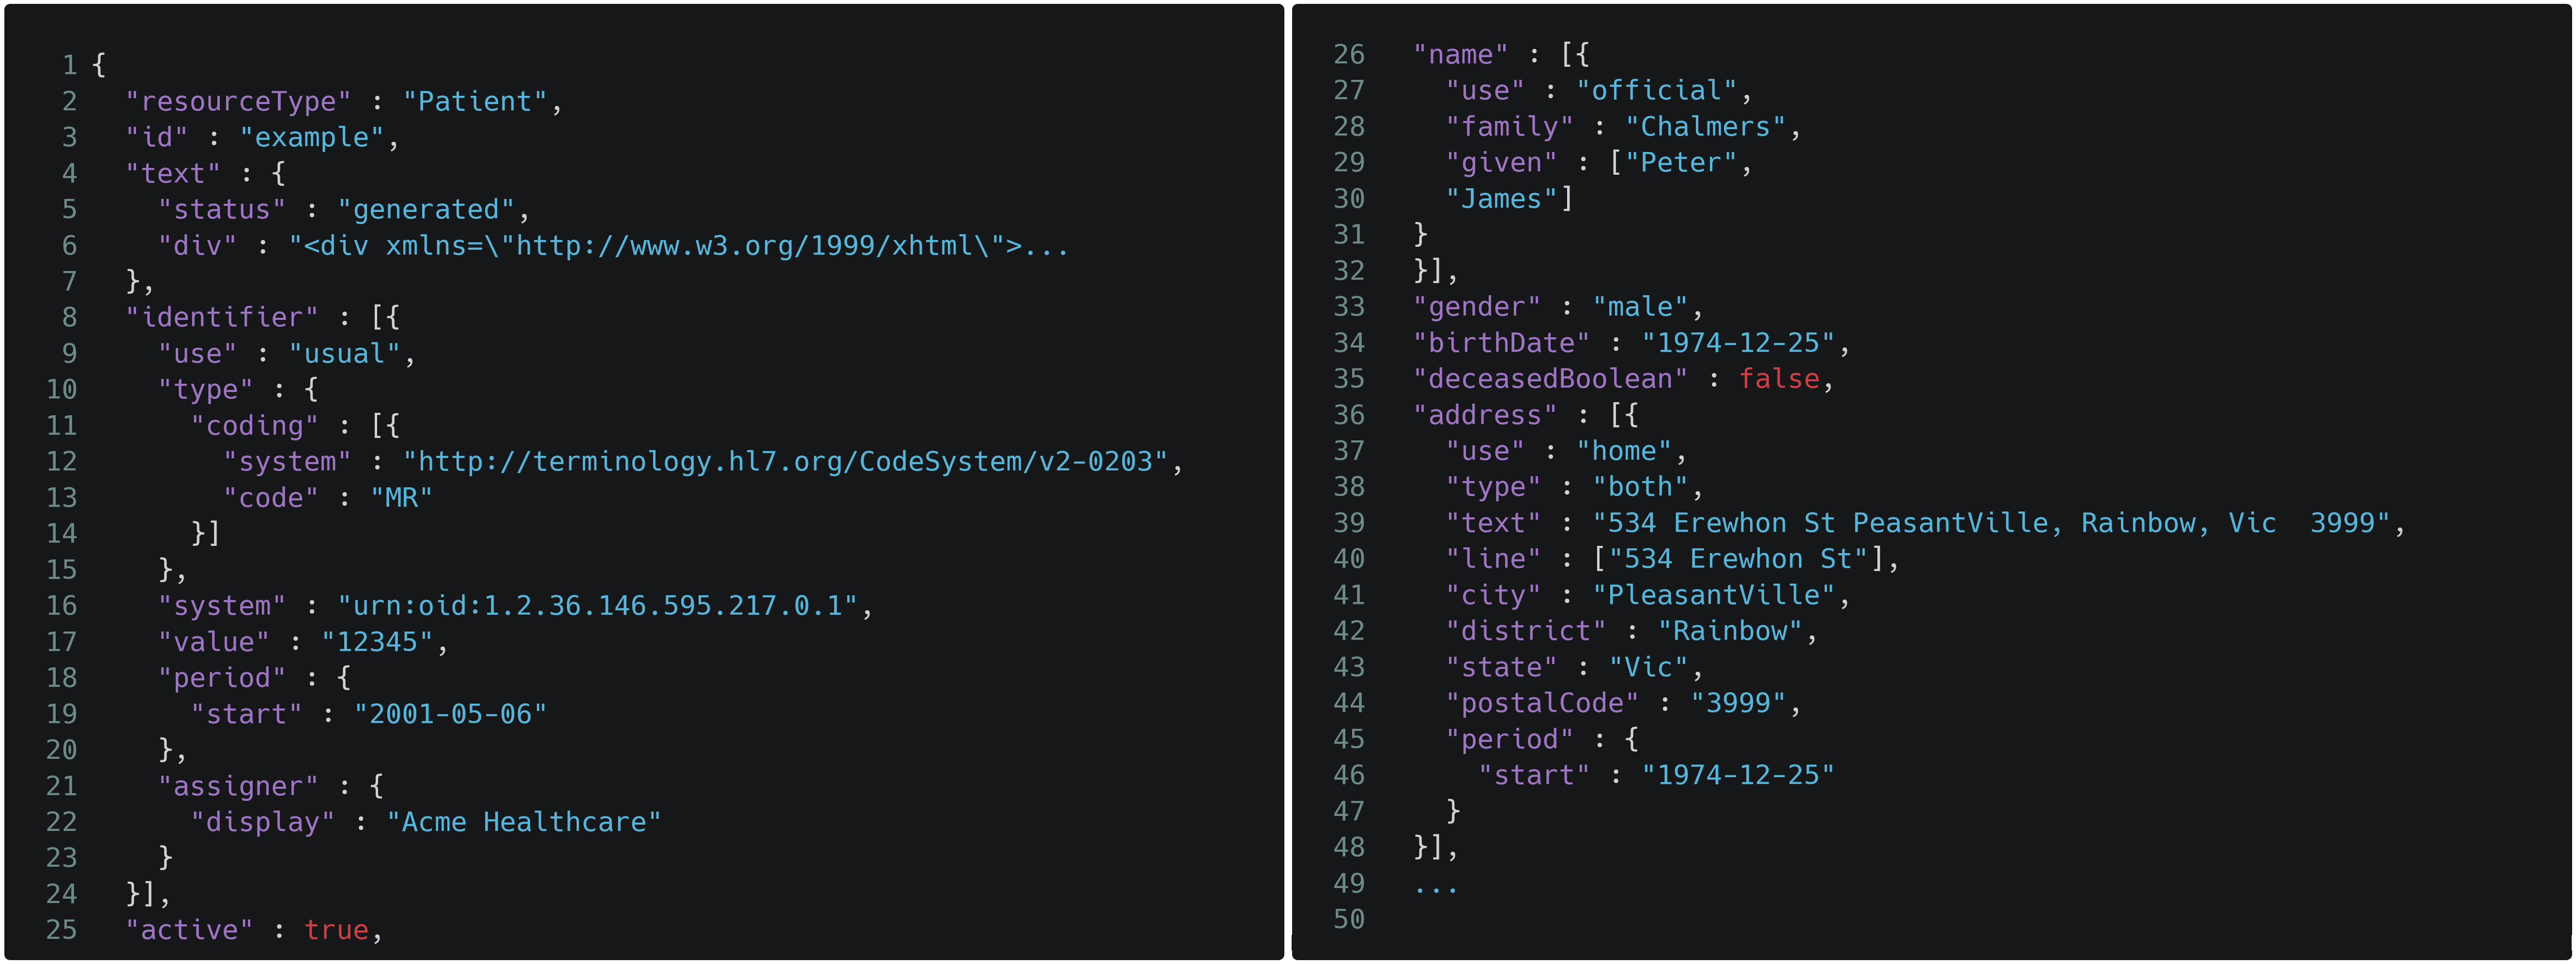 1 {
2   "resourceType" : "Patient",
3   "id" : "example",
4   "text" : {
5     "status" : "generated",
6     "div" : "<div xmlns=\"http://www.w3.org/1999/xhtml\">...
7   },
8   "identifier" : [{
9     "use" : "usual",
10     "type" : {
11       "coding" : [{
12         "system" : "http://terminology.hl7.org/CodeSystem/v2-0203",
13         "code" : "MR"
14       }]
15     },
16     "system" : "urn:oid:1.2.36.146.595.217.0.1",
17     "value" : "12345",
18     "period" : {
19       "start" : "2001-05-06"
20     },
21     "assigner" : {
22       "display" : "Acme Healthcare"
23     }
24   }],
25   "active" : true,
26   "name" : [{
27     "use" : "official",
28     "family" : "Chalmers",
29     "given" : ["Peter",
30     "James"]
31   }
32   }],
33   "gender" : "male",
34   "birthDate" : "1974-12-25",
35   "deceasedBoolean" : false,
36   "address" : [{
37     "use" : "home",
38     "type" : "both",
39     "text" : "534 Erewhon St PeasantVille, Rainbow, Vic  3999",
40     "line" : ["534 Erewhon St"],
41     "city" : "PleasantVille",
42     "district" : "Rainbow",
43     "state" : "Vic",
44     "postalCode" : "3999",
45     "period" : {
46       "start" : "1974-12-25"
47     }
48   }],
49   ...
50